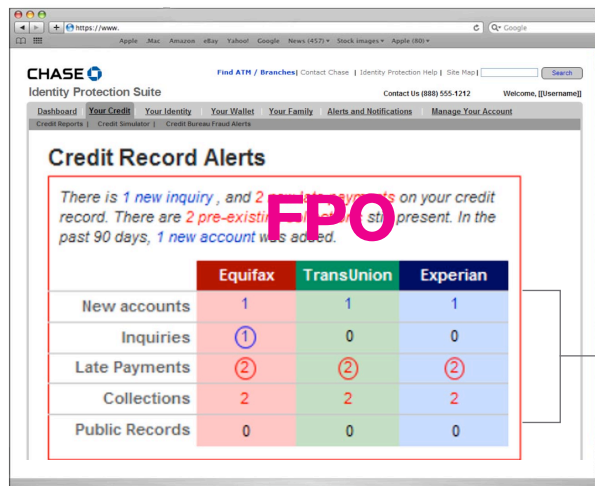 https://www.
Google
Apple .Mac Amazon eBay Yahoo! Google News (457) Stock images Apple (80)
CHASE
Find ATM / Branches| Contact Chase | Identity Protection Help | Site Map|
Search
Identity Protection Suite
Contact Us (888) 555-1212 Welcome, [[Username]]
Dashboard Your Credit Your Identity Your Wallet Your Family Alerts and Notifications Manage Your Account
Credit Reports | Credit Simulator | Credit Bureau Fraud Alerts
Credit Record Alerts
There is 1 new inquiry , and 2 new late payments on your credit
record. There are 2 pre-existing collections still present. In the
past 90 days, 1 new account was added.
FPO
Equifax TransUnion Experian
New accounts 1 1 1
Inquiries 1 0 0
Late Payments 2 2 2
Collections 2 2 2
Public Records 0 0 0